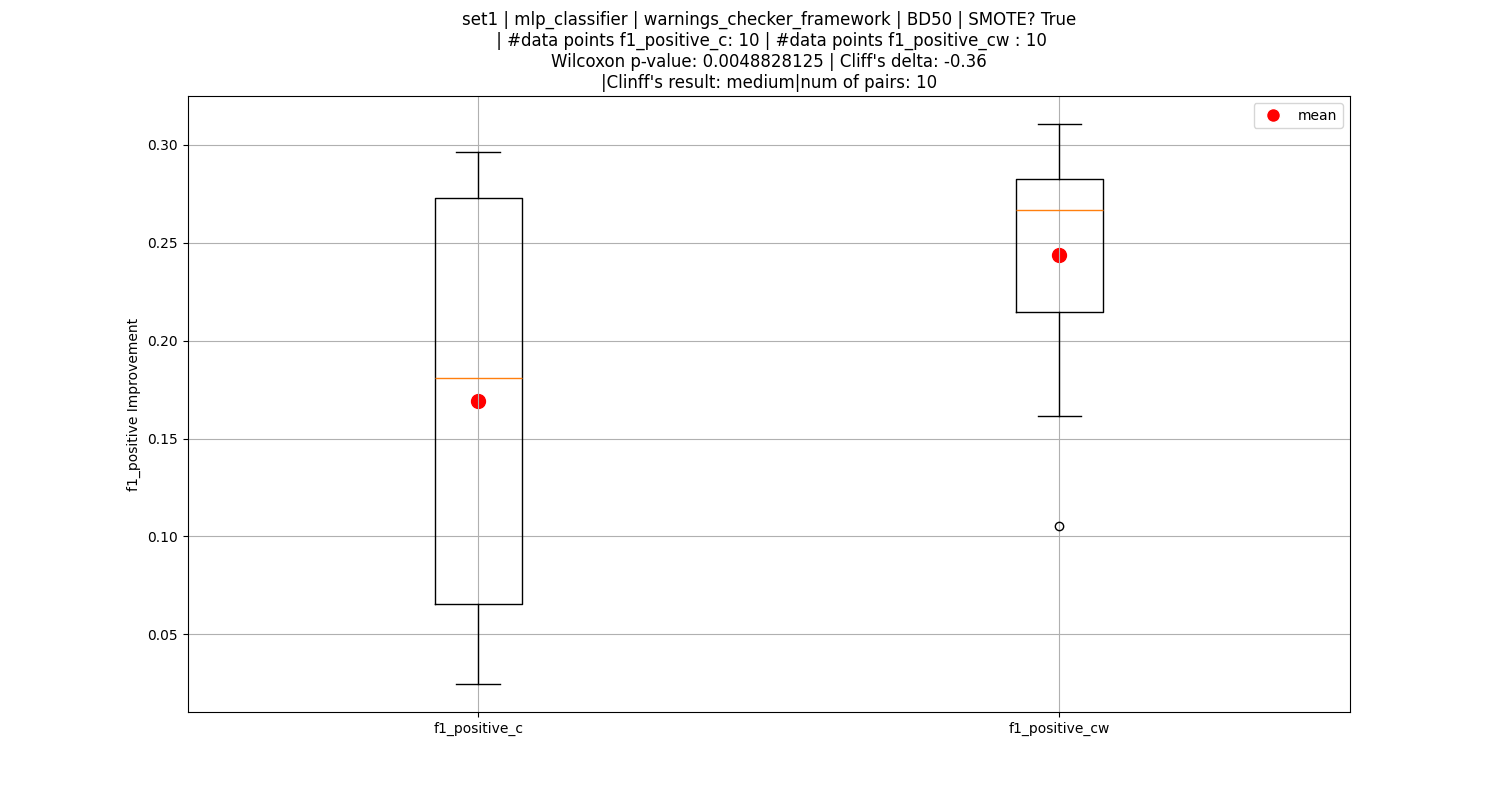 set1 | mlp_classifier | warnings_checker_framework | BD50 | SMOTE? True
| #data points f1_positive_c: 10 | #data points f1_positive_cw : 10
Wilcoxon p-value: 0.0048828125 | Cliff's delta: -0.36
|Clinff's result: medium|num of pairs: 10
mean
0.30
0.25
0.20
0.15
0.10
0.05
f1_positive Improvement
f1_positive_c
f1_positive_cw